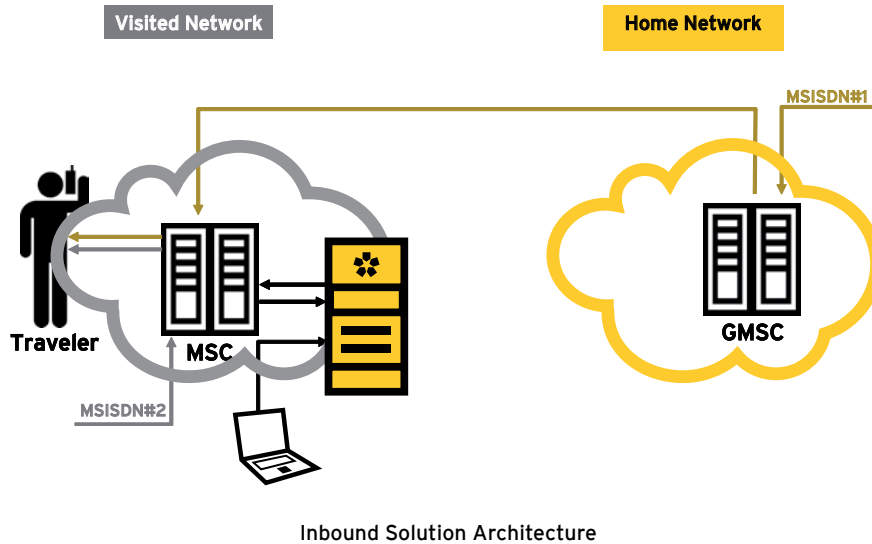 Visited Network
Home Network
MSISDN#1
Traveler
MSC
GMSC
MSISDN#2
Inbound Solution Architecture